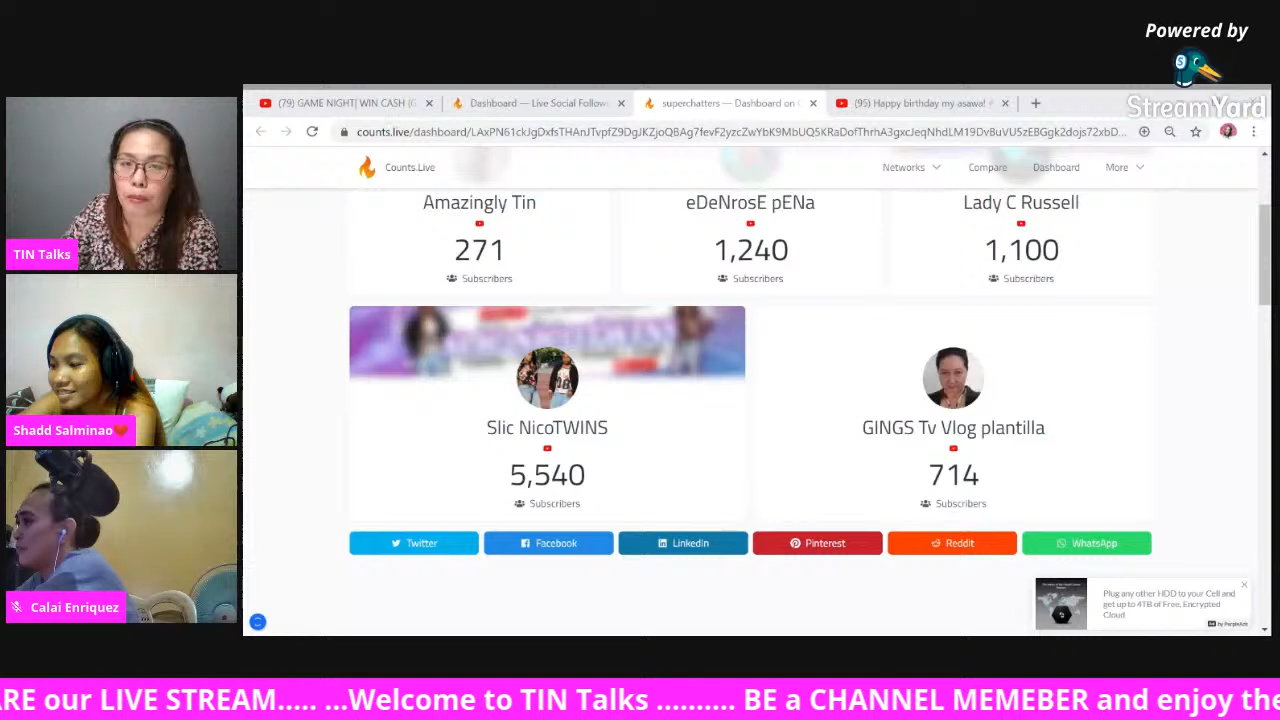 Powered by
StreamYard
(79) GAME NIGHT| WIN CASH (G
Dashboard — Live Social Follow
superchatters — Dashboard on
(95) Happy birthday my asawa!
Counts.Live
Networks
Compare
Dashboard
More
Amazingly Tin
271
Subscribers
eDeNrosE pENa
1,240
Subscribers
Lady C Russell
1,100
Subscribers
Slic NicoTWINS
5,540
Subscribers
GINGS Tv Vlog plantilla
714
Subscribers
Twitter
Facebook
LinkedIn
Pinterest
Reddit
WhatsApp
Plug any other HDD to your Cell and
get up to 4TB of Free, Encrypted
Cloud
Ad by PurpleAds
TIN Talks
Shadd Salminao❤️
Calai Enriquez
ARE our LIVE STREAM..... ...Welcome to TIN Talks .......... BE a CHANNEL MEMEBER and enjoy the